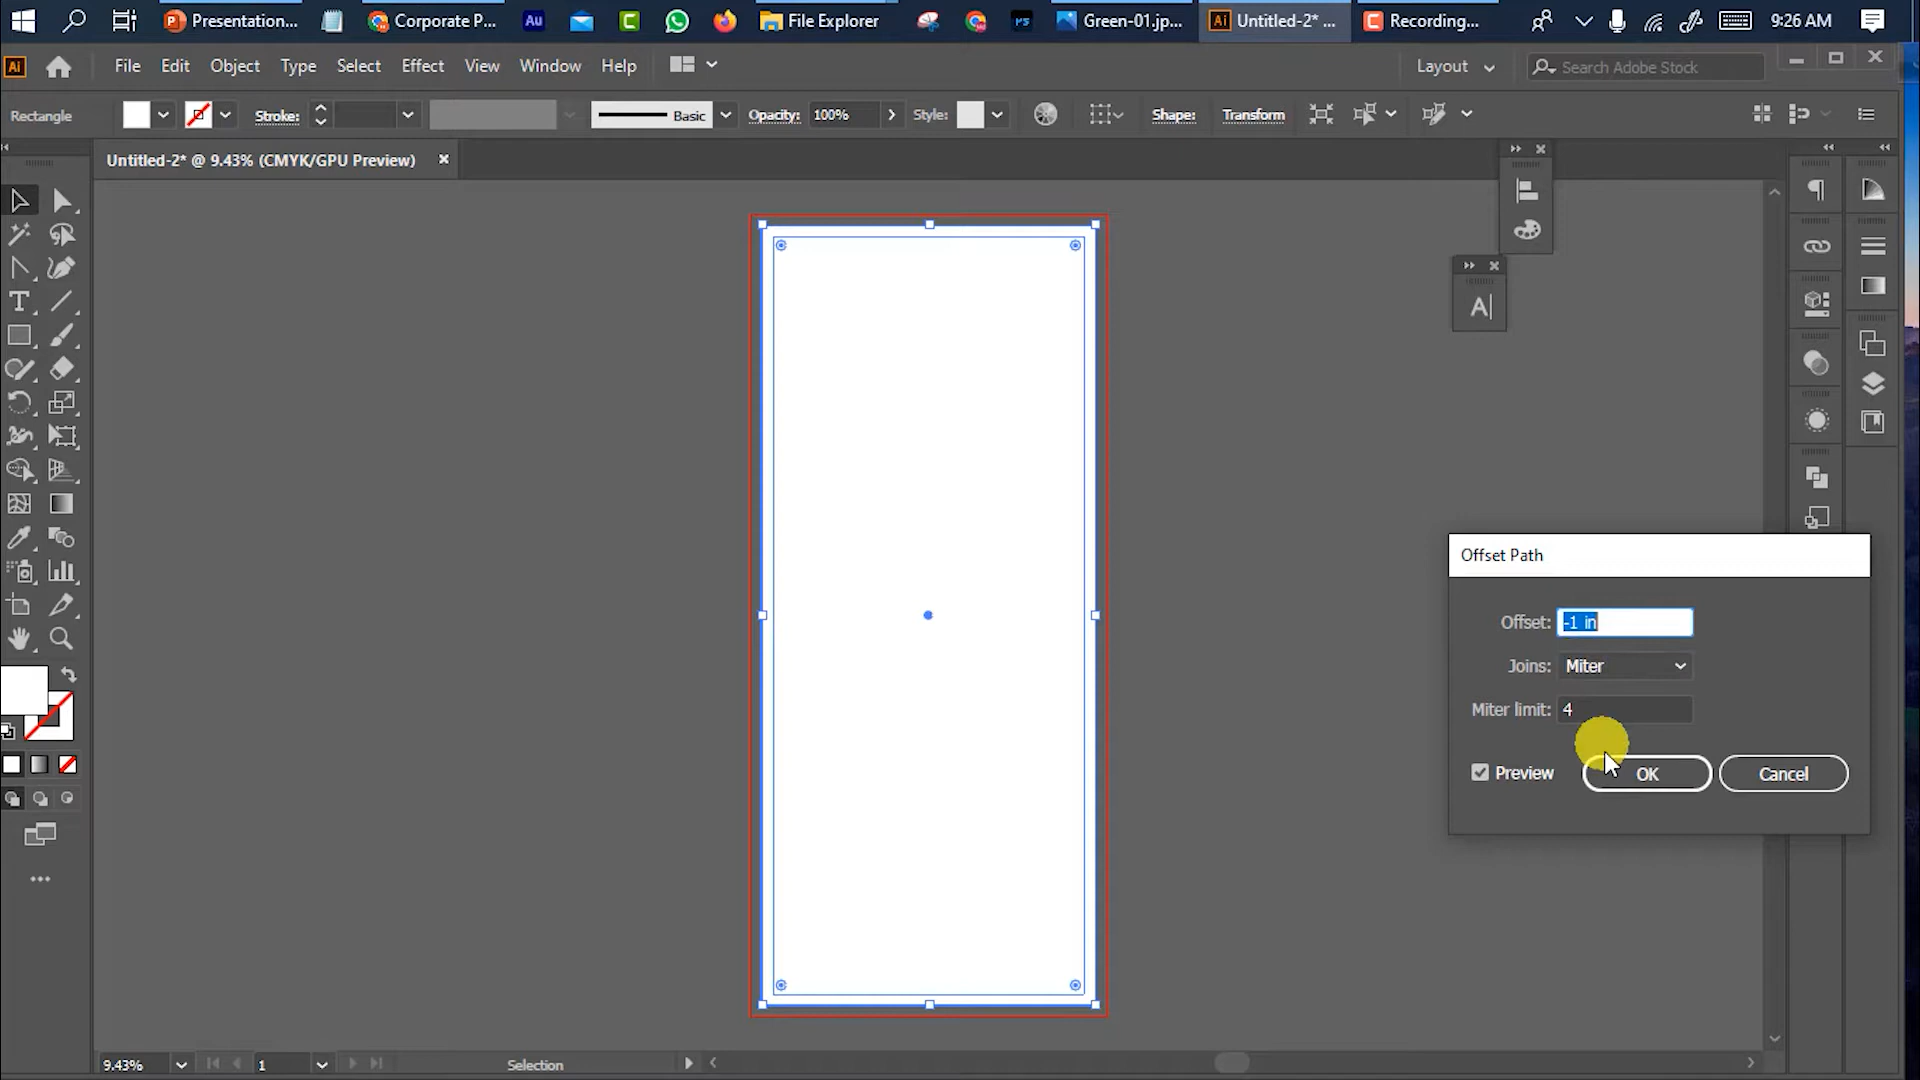 Presentation...
Corporate P...
Au
File Explorer
Ps
Green-01.jp...
Ai Untitled-2* ...
Recording...
9:26 AM
Ai
File Edit Object Type Select Effect View Window Help
Layout
Search Adobe Stock
Rectangle
Stroke:
Basic
Opacity: 100%
Style:
Shape:
Transform
Untitled-2* @ 9.43% (CMYK/GPU Preview)
Offset Path
Offset: -1 in
Joins: Miter
Miter limit: 4
Preview
OK
Cancel
9.43%
1
Selection